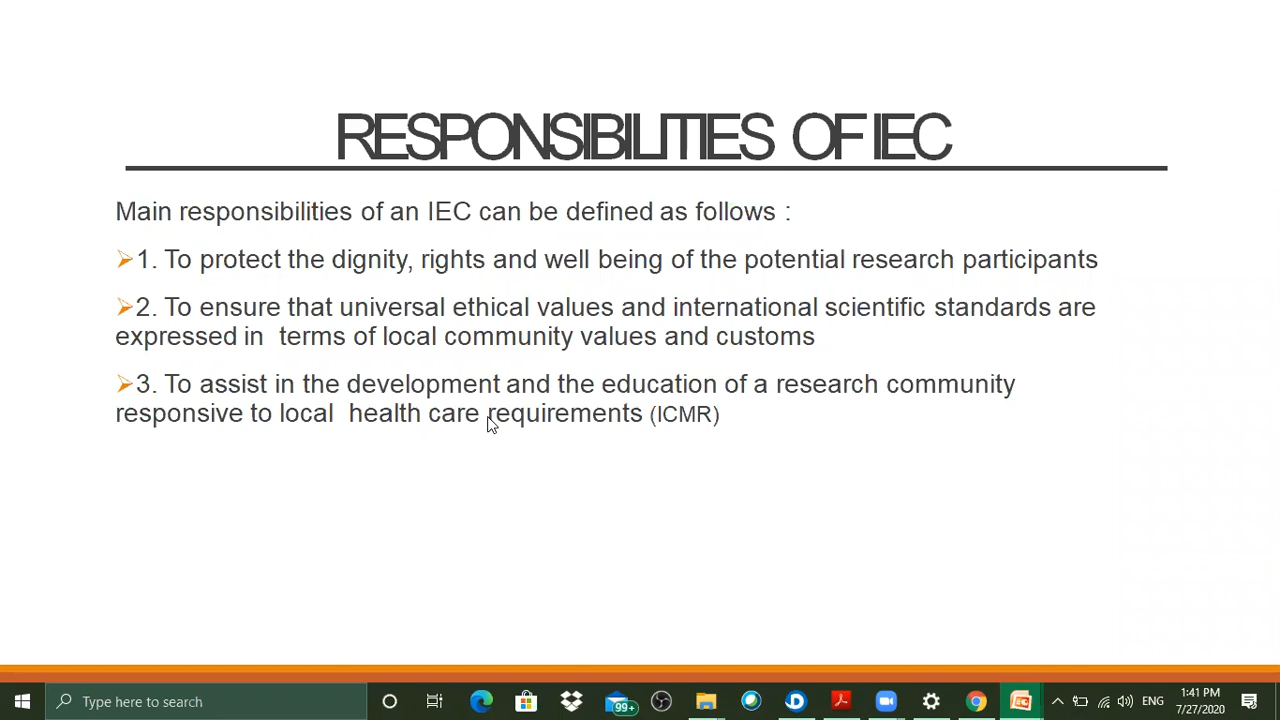 RESPONSIBILITIES OF IEC
Main responsibilities of an IEC can be defined as follows :
1. To protect the dignity, rights and well being of the potential research participants
2. To ensure that universal ethical values and international scientific standards are
expressed in terms of local community values and customs
3. To assist in the development and the education of a research community
responsive to local health care requirements (ICMR)
Type here to search
99+
ENG
1:41 PM
7/27/2020